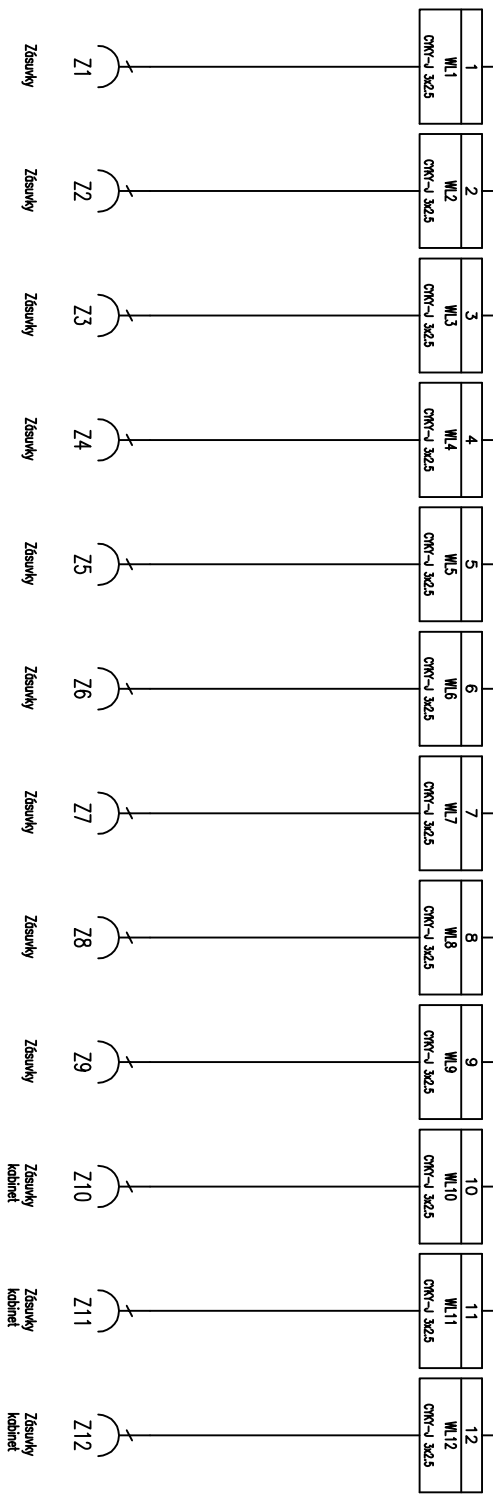 1
WL1
CYKY-J 3x2.5
Z1
Zásuvky
2
WL2
CYKY-J 3x2.5
Z2
Zásuvky
3
WL3
CYKY-J 3x2.5
Z3
Zásuvky
4
WL4
CYKY-J 3x2.5
Z4
Zásuvky
5
WL5
CYKY-J 3x2.5
Z5
Zásuvky
6
WL6
CYKY-J 3x2.5
Z6
Zásuvky
7
WL7
CYKY-J 3x2.5
Z7
Zásuvky
8
WL8
CYKY-J 3x2.5
Z8
Zásuvky
9
WL9
CYKY-J 3x2.5
Z9
Zásuvky
10
WL10
CYKY-J 3x2.5
Z10
Zásuvky
kabinet
11
WL11
CYKY-J 3x2.5
Z11
Zásuvky
kabinet
12
WL12
CYKY-J 3x2.5
Z12
Zásuvky
kabinet